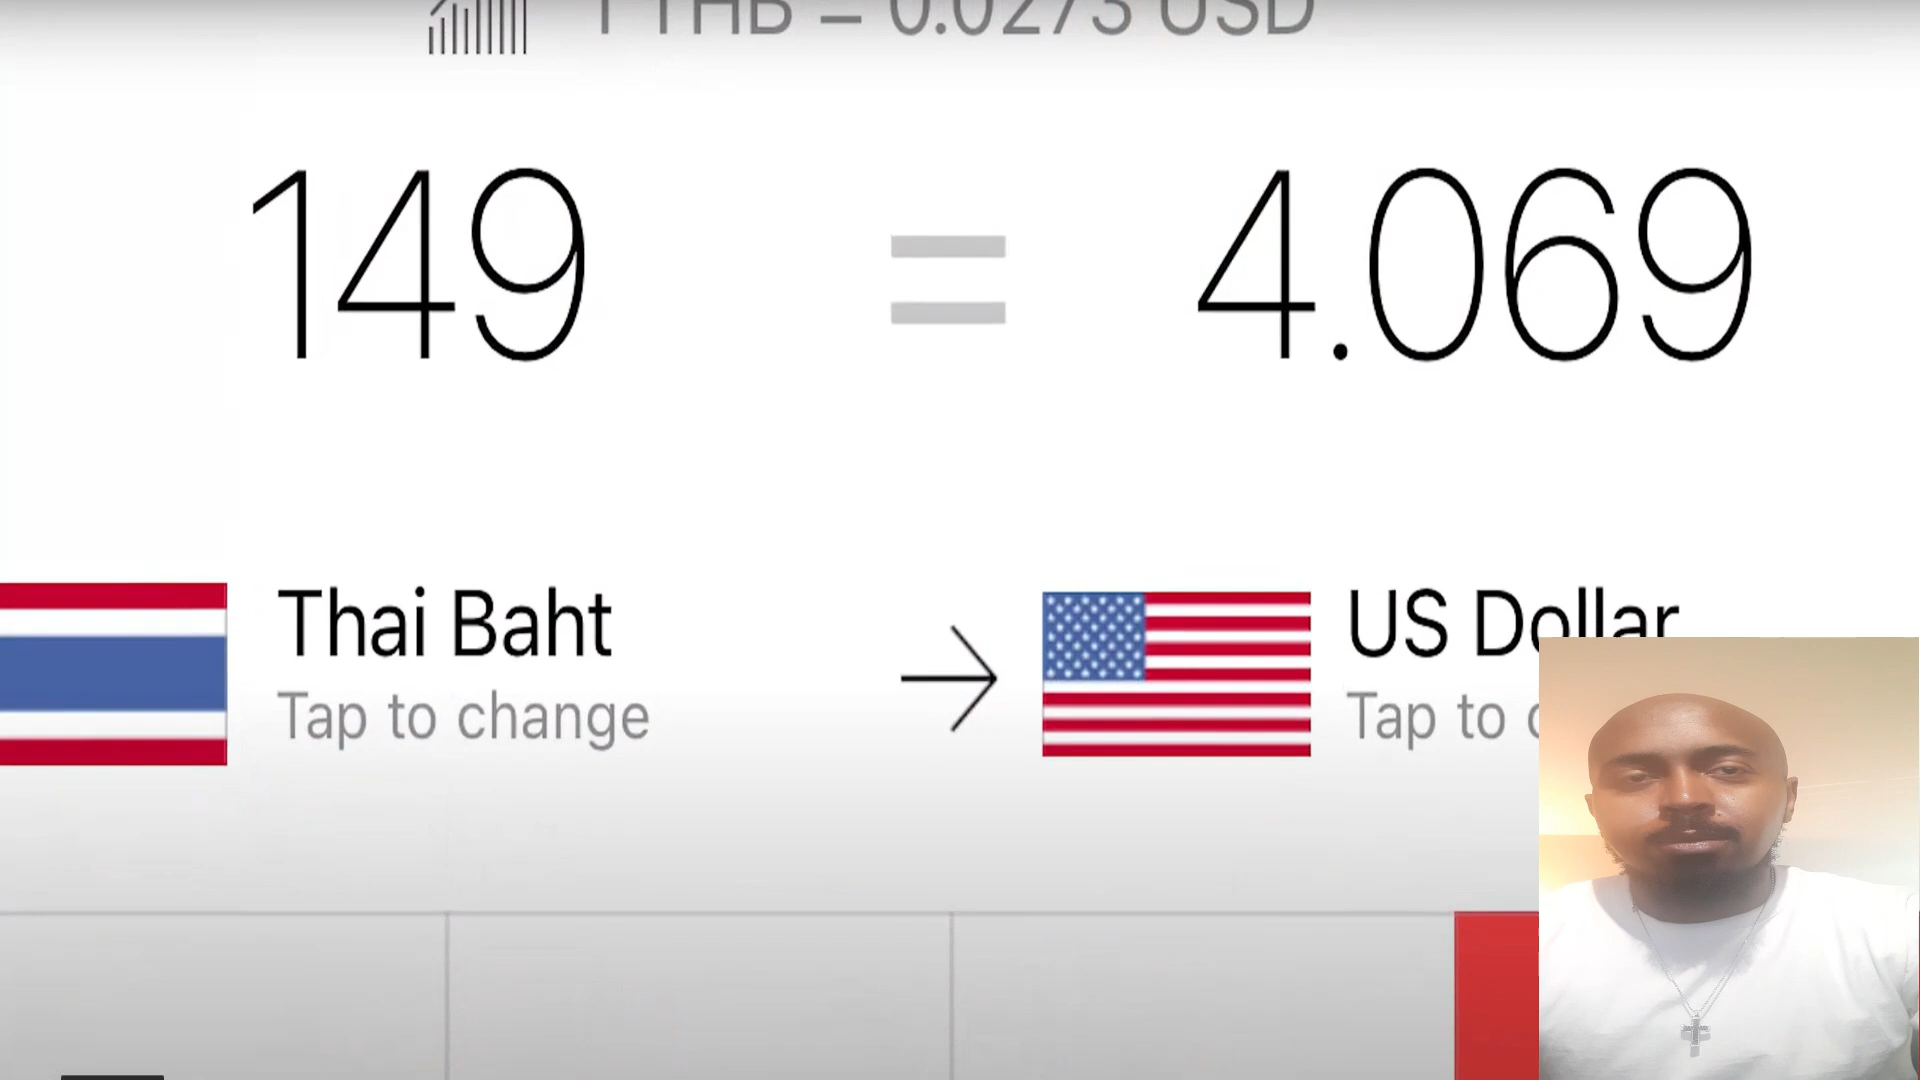 1 THB = 0.0273 USD
149 = 4.069
Thai Baht
Tap to change
US Dollar
Tap to